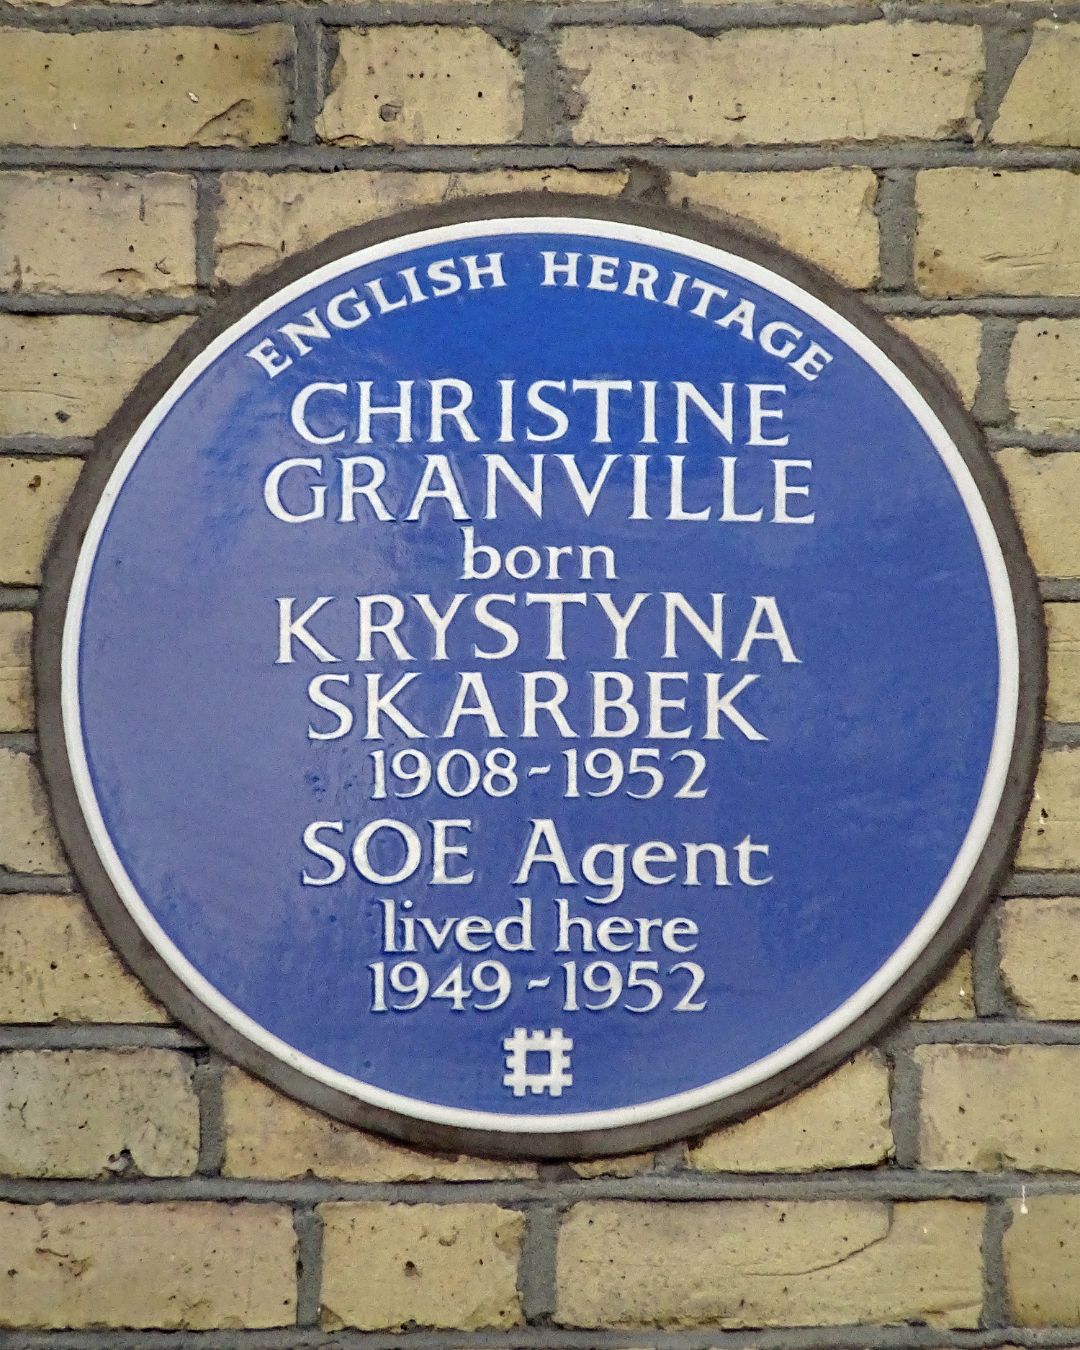 ENGLISH HERITAGE
CHRISTINE
GRANVILLE
born
KRYSTYNA
SKARBEK
1908-1952
SOE Agent
lived here
1949-1952